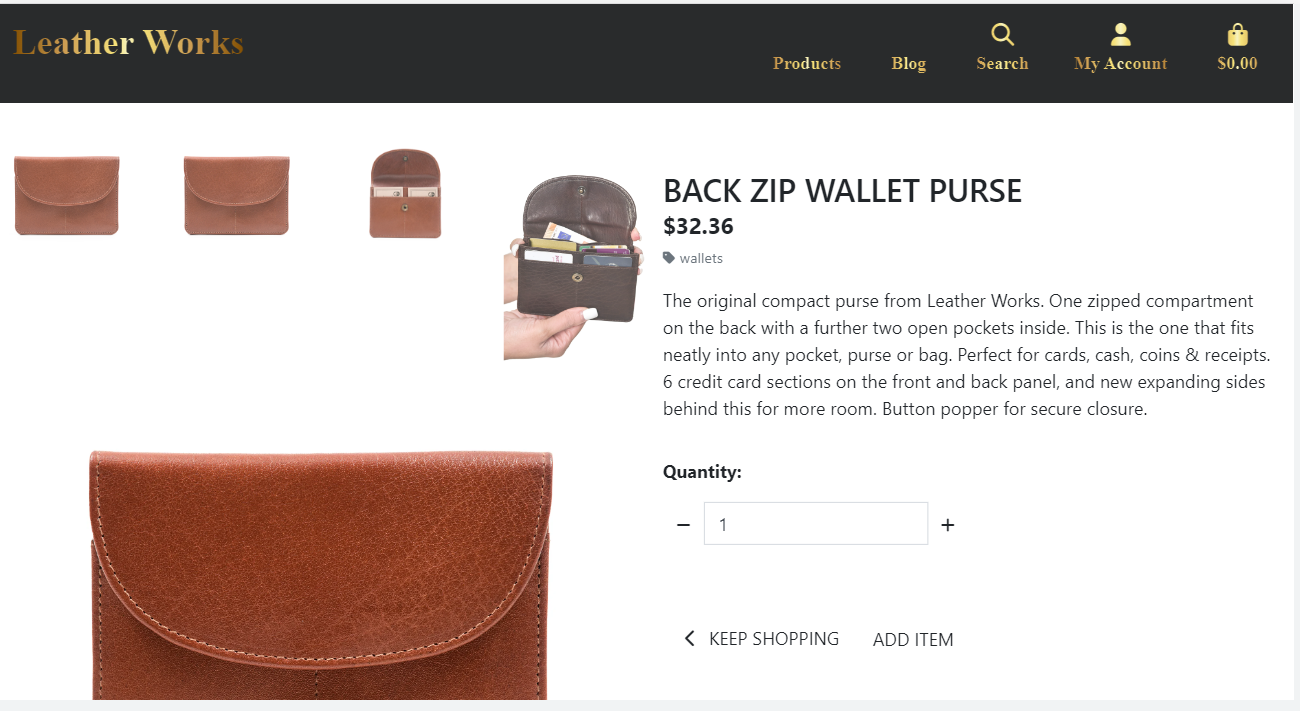 Leather Works
Products
Blog
Search
My Account
$0.00
BACK ZIP WALLET PURSE
$32.36
wallets
The original compact purse from Leather Works. One zipped compartment
on the back with a further two open pockets inside. This is the one that fits
neatly into any pocket, purse or bag. Perfect for cards, cash, coins & receipts.
6 credit card sections on the front and back panel, and new expanding sides
behind this for more room. Button popper for secure closure.
Quantity:
− 1 +
KEEP SHOPPING
ADD ITEM